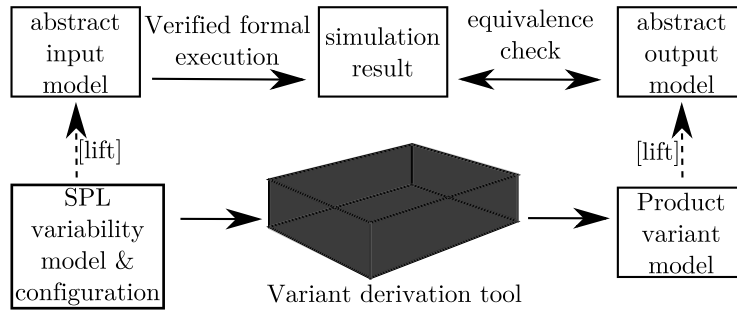 abstract
input
model
Verified formal
execution
simulation
result
equivalence
check
abstract
output
model
[lift]
[lift]
SPL
variability
model &
configuration
Variant derivation tool
Product
variant
model